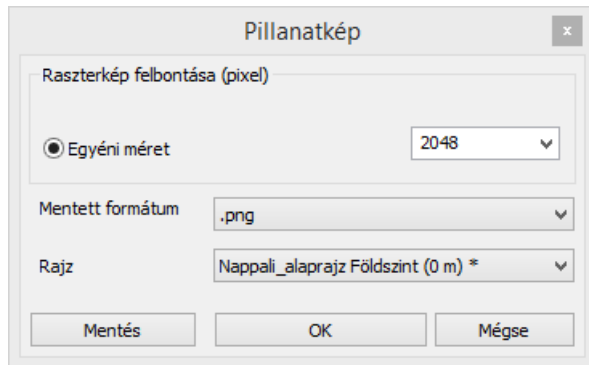 Pillanatkép
x
Raszterkép felbontása (pixel)
Egyéni méret 2048
Mentett formátum .png
Rajz Nappali_alaprajz Földszint (0 m) *
Mentés OK Mégse